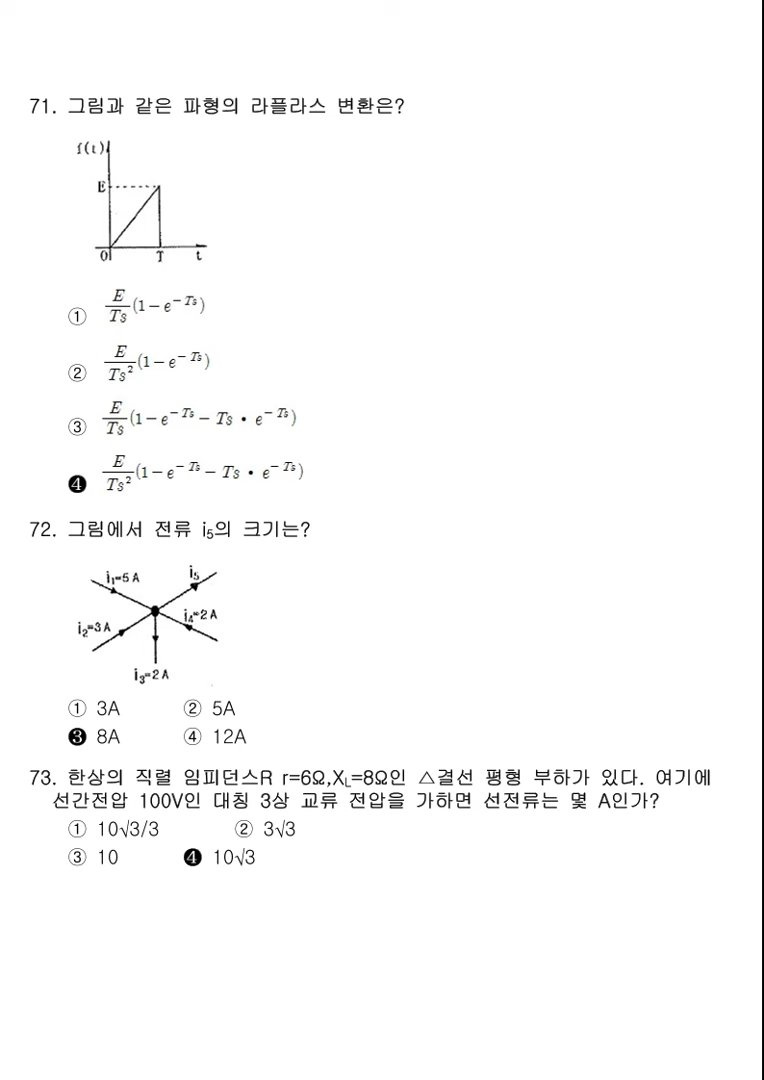 71. 그림과 같은 파형의 라플라스 변환은?
f(t)
E
0 T t
① E/Ts (1 − e^−Ts)
② E/Ts² (1 − e^−Ts)
③ E/Ts (1 − e^−Ts − Ts • e^−Ts)
❹ E/Ts² (1 − e^−Ts − Ts • e^−Ts)
72. 그림에서 전류 i₅의 크기는?
i₁=5 A i₅
i₂=3 A i₄=2 A
i₃=2 A
① 3A ② 5A
❸ 8A ④ 12A
73. 한상의 직렬 임피던스R r=6Ω,X_L=8Ω인 △결선 평형 부하가 있다. 여기에
선간전압 100V인 대칭 3상 교류 전압을 가하면 선전류는 몇 A인가?
① 10√3/3 ② 3√3
③ 10 ❹ 10√3